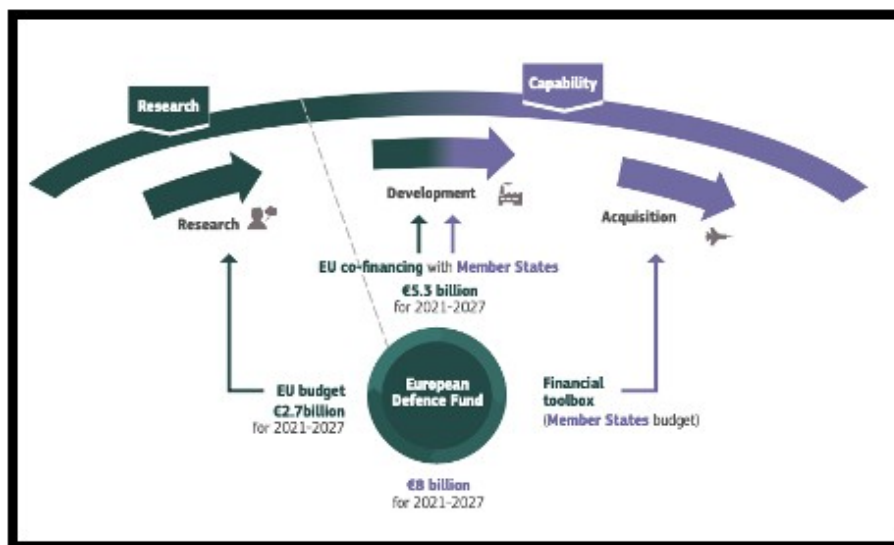 Research
Capability
Research
Development
Acquisition
EU co-financing with Member States
€5.3 billion
for 2021-2027
EU budget
€2.7billion
for 2021-2027
European
Defence Fund
Financial
toolbox
(Member States budget)
€8 billion
for 2021-2027